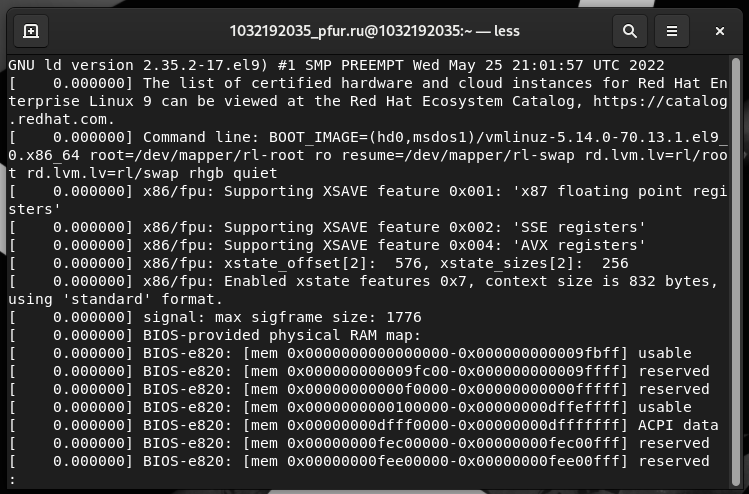 1032192035_pfur.ru@1032192035:~ — less
GNU ld version 2.35.2-17.el9) #1 SMP PREEMPT Wed May 25 21:01:57 UTC 2022
[    0.000000] The list of certified hardware and cloud instances for Red Hat En
terprise Linux 9 can be viewed at the Red Hat Ecosystem Catalog, https://catalog
.redhat.com.
[    0.000000] Command line: BOOT_IMAGE=(hd0,msdos1)/vmlinuz-5.14.0-70.13.1.el9_
0.x86_64 root=/dev/mapper/rl-root ro resume=/dev/mapper/rl-swap rd.lvm.lv=rl/roo
t rd.lvm.lv=rl/swap rhgb quiet
[    0.000000] x86/fpu: Supporting XSAVE feature 0x001: 'x87 floating point regi
sters'
[    0.000000] x86/fpu: Supporting XSAVE feature 0x002: 'SSE registers'
[    0.000000] x86/fpu: Supporting XSAVE feature 0x004: 'AVX registers'
[    0.000000] x86/fpu: xstate_offset[2]:  576, xstate_sizes[2]:  256
[    0.000000] x86/fpu: Enabled xstate features 0x7, context size is 832 bytes,
using 'standard' format.
[    0.000000] signal: max sigframe size: 1776
[    0.000000] BIOS-provided physical RAM map:
[    0.000000] BIOS-e820: [mem 0x0000000000000000-0x000000000009fbff] usable
[    0.000000] BIOS-e820: [mem 0x000000000009fc00-0x000000000009ffff] reserved
[    0.000000] BIOS-e820: [mem 0x00000000000f0000-0x00000000000fffff] reserved
[    0.000000] BIOS-e820: [mem 0x0000000000100000-0x00000000dffeffff] usable
[    0.000000] BIOS-e820: [mem 0x00000000dfff0000-0x00000000dfffffff] ACPI data
[    0.000000] BIOS-e820: [mem 0x00000000fec00000-0x00000000fec00fff] reserved
[    0.000000] BIOS-e820: [mem 0x00000000fee00000-0x00000000fee00fff] reserved
: